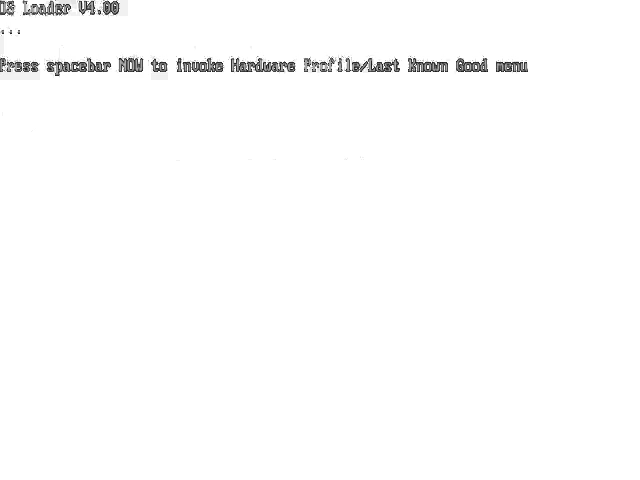 OS Loader V4.00
...
Press spacebar NOW to invoke Hardware Profile/Last Known Good menu